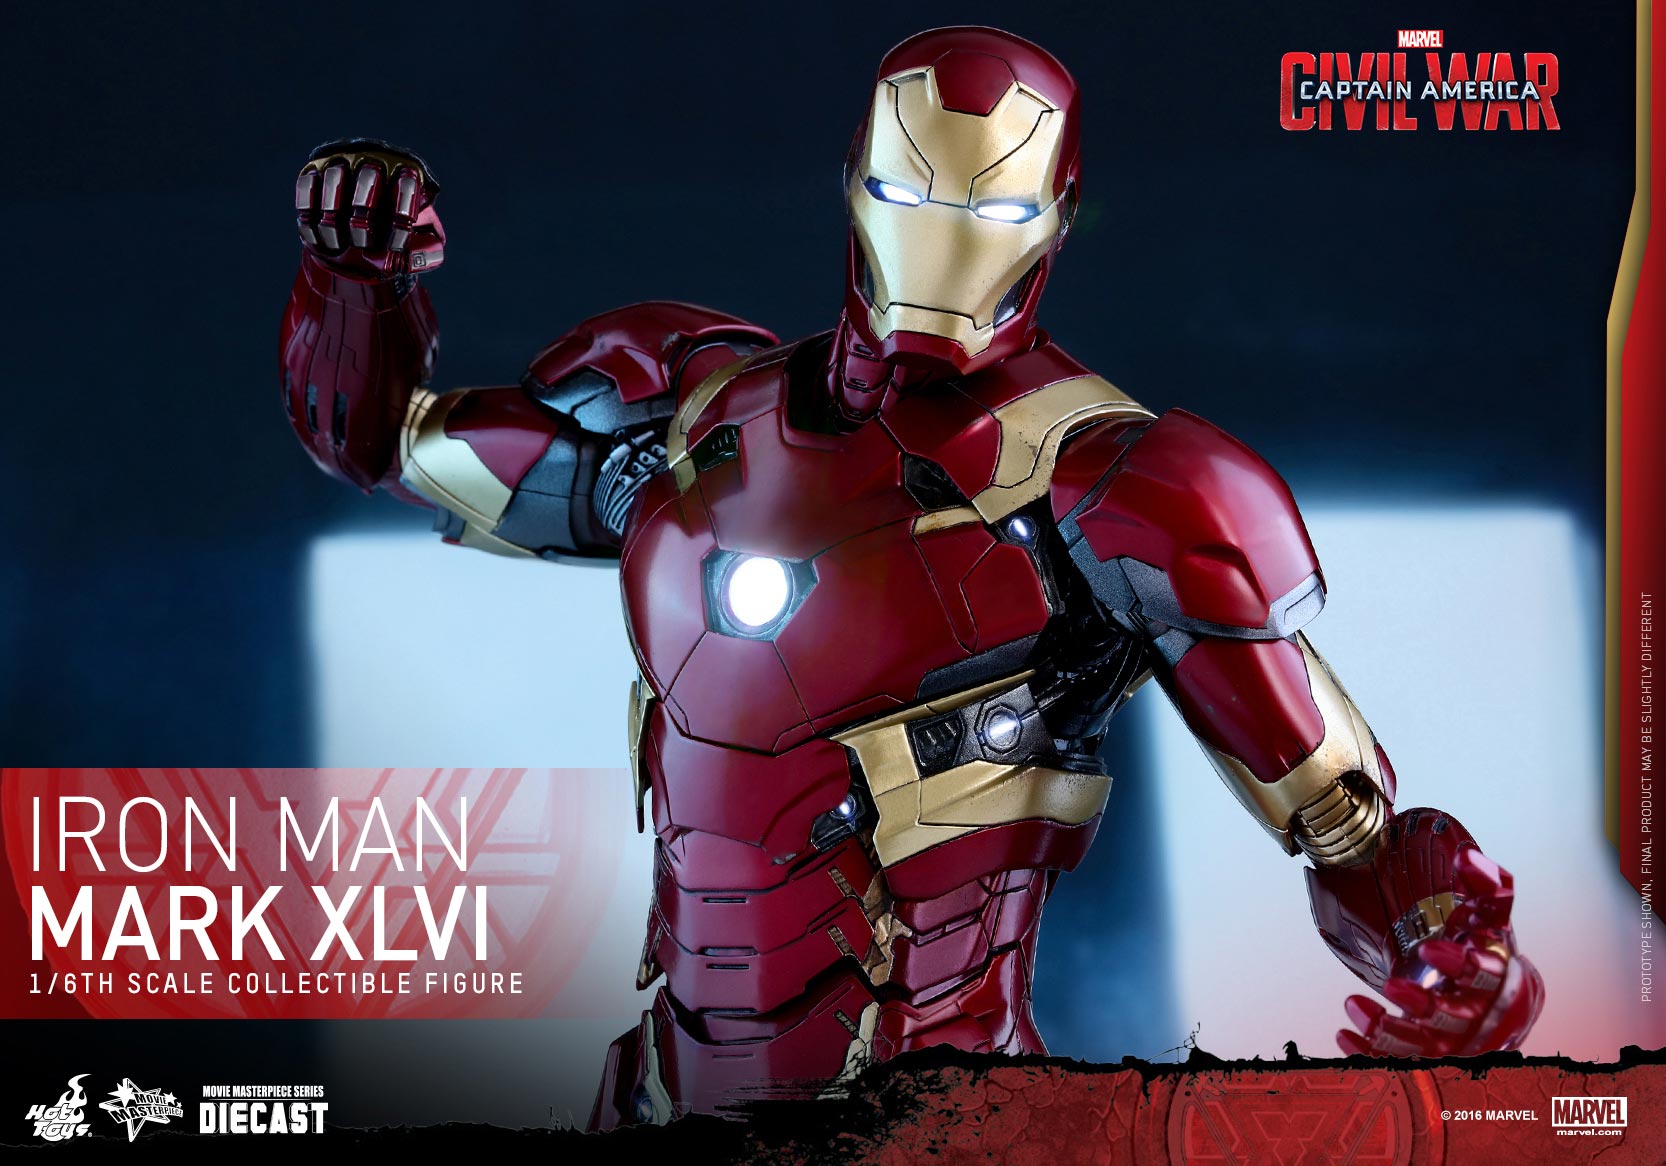 MARVEL
CIVIL WAR
CAPTAIN AMERICA
IRON MAN
MARK XLVI
1/6TH SCALE COLLECTIBLE FIGURE
Hot Toys.
MOVIE MASTERPIECE
MOVIE MASTERPIECE SERIES
DIECAST
PROTOTYPE SHOWN, FINAL PRODUCT MAY BE SLIGHTLY DIFFERENT
© 2016 MARVEL
MARVEL
marvel.com